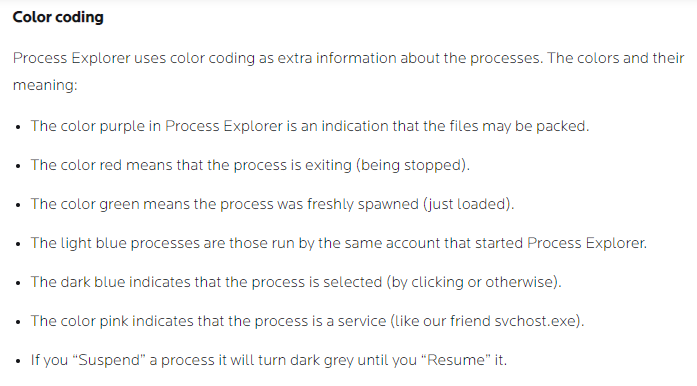 Color coding
Process Explorer uses color coding as extra information about the processes. The colors and their
meaning:
• The color purple in Process Explorer is an indication that the files may be packed.
• The color red means that the process is exiting (being stopped).
• The color green means the process was freshly spawned (just loaded).
• The light blue processes are those run by the same account that started Process Explorer.
• The dark blue indicates that the process is selected (by clicking or otherwise).
• The color pink indicates that the process is a service (like our friend svchost.exe).
• If you “Suspend” a process it will turn dark grey until you “Resume” it.